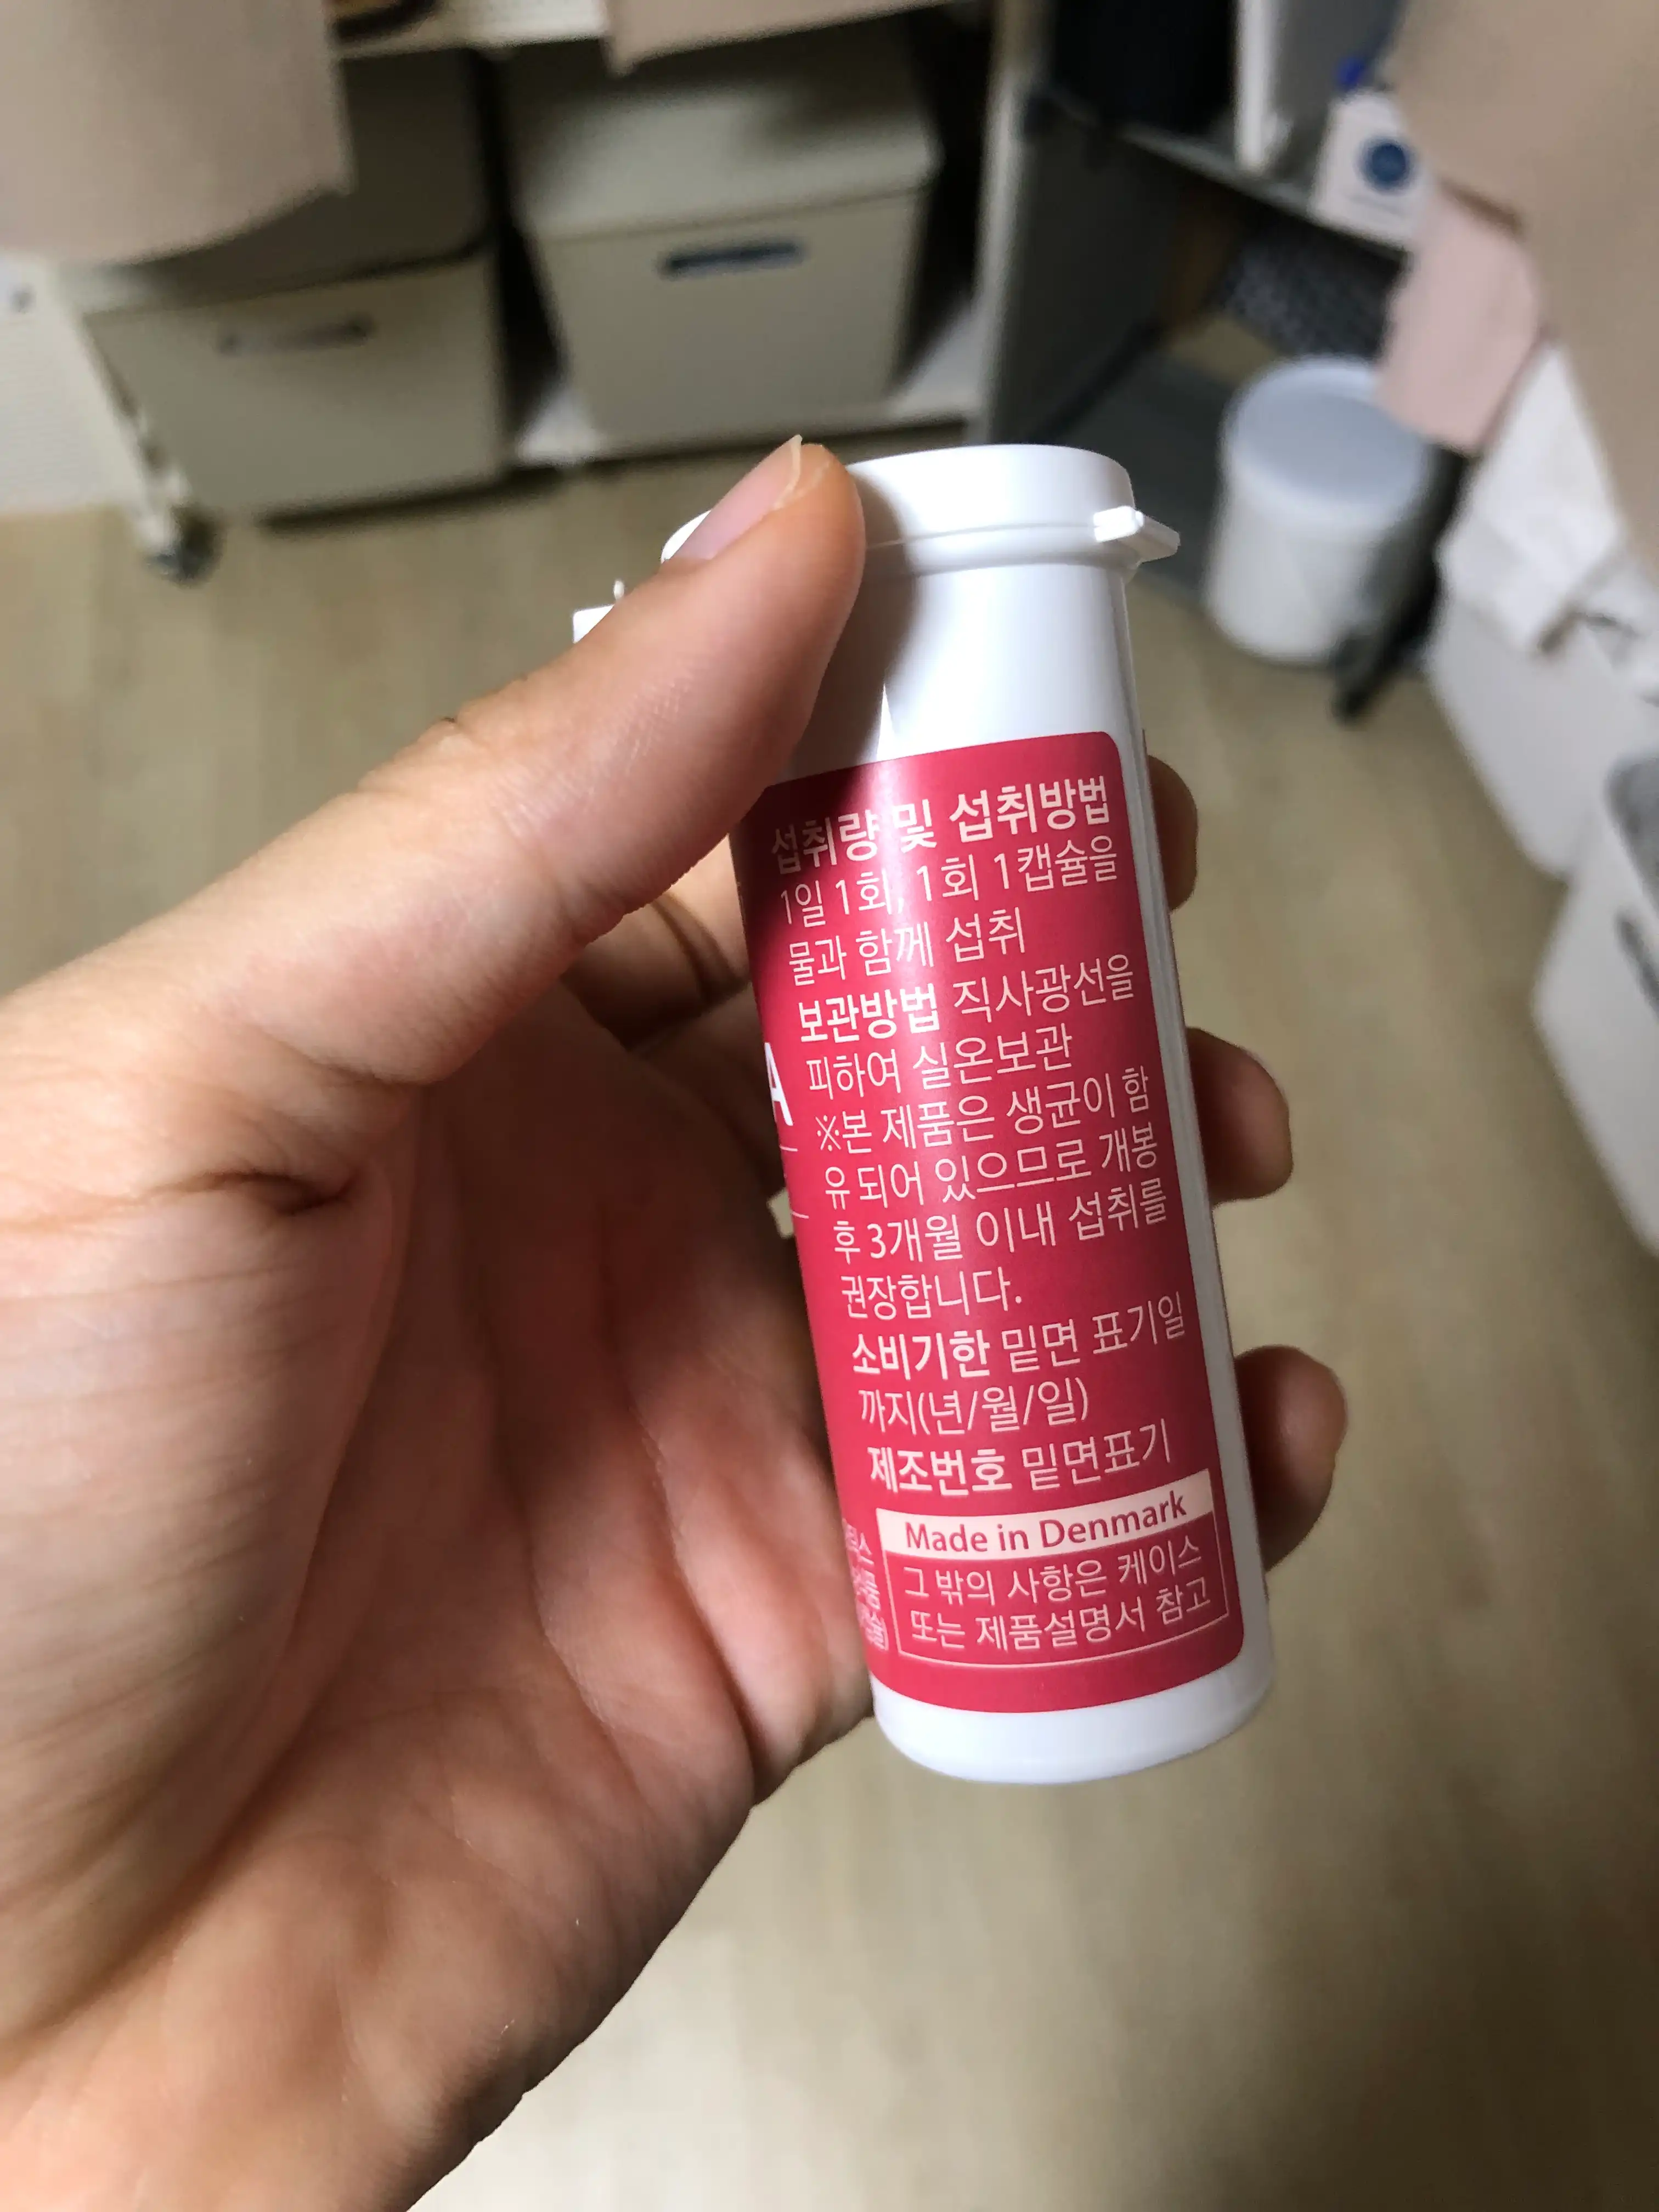 섭취량 및 섭취방법
1일 1회, 1회 1캡슐을
물과 함께 섭취
보관방법 직사광선을
피하여 실온보관
※본 제품은 생균이 함
유 되어 있으므로 개봉
후 3개월 이내 섭취를
권장합니다.
소비기한 밑면 표기일
까지(년/월/일)
제조번호 밑면표기
Made in Denmark
그 밖의 사항은 케이스
또는 제품설명서 참고